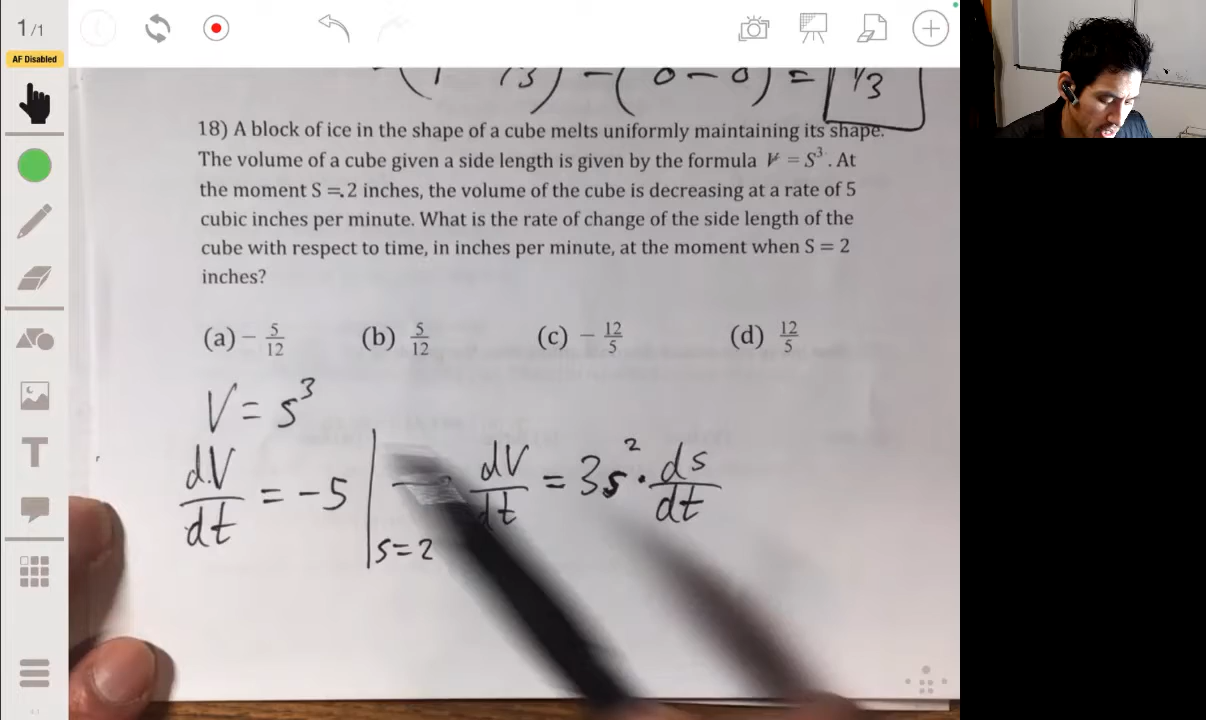 1/1
AF Disabled
= 1/3
18) A block of ice in the shape of a cube melts uniformly maintaining its shape.
The volume of a cube given a side length is given by the formula V = S³. At
the moment S = 2 inches, the volume of the cube is decreasing at a rate of 5
cubic inches per minute. What is the rate of change of the side length of the
cube with respect to time, in inches per minute, at the moment when S = 2
inches?
(a) − 5/12 (b) 5/12 (c) − 12/5 (d) 12/5
V = s³
dV/dt = -5 | s=2 dV/dt = 3s² · ds/dt
T